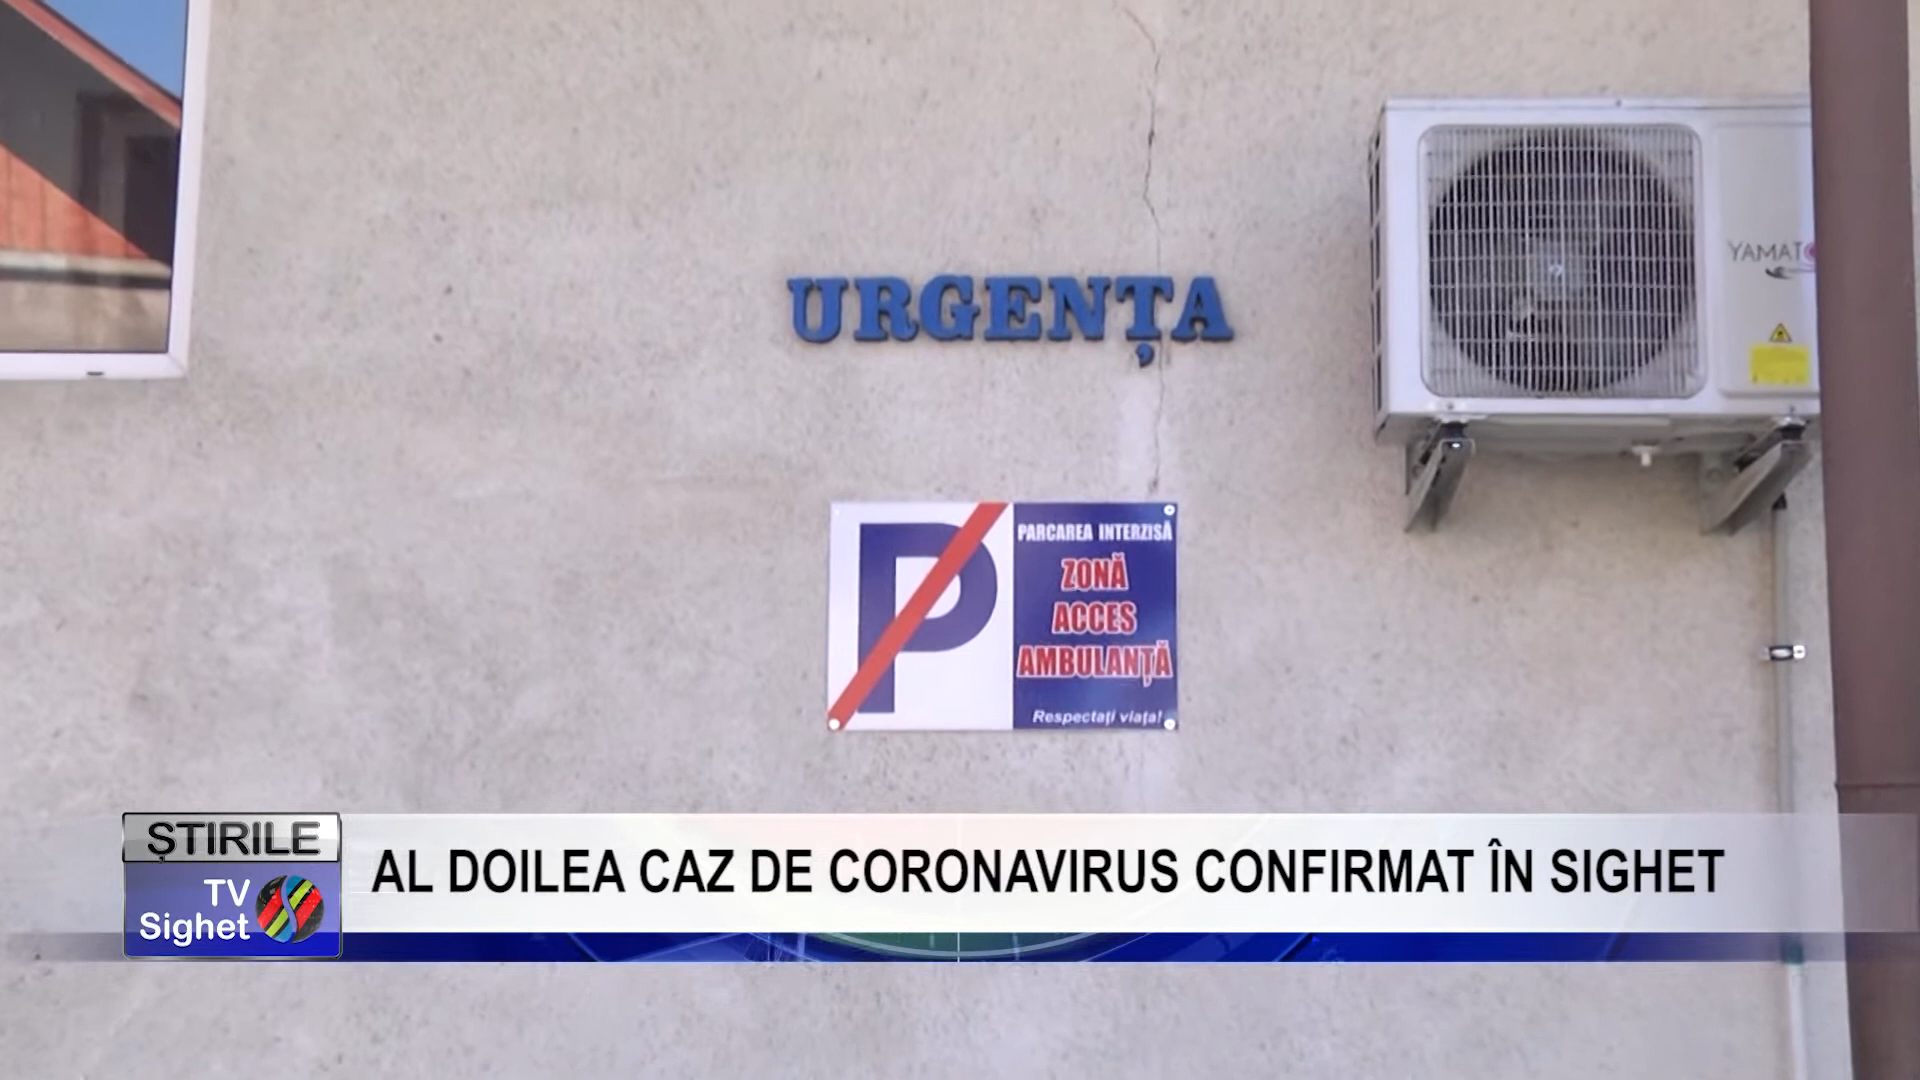 URGENȚA
YAMATO
PARCAREA INTERZISĂ
ZONĂ
ACCES
AMBULANȚĂ
Respectați viața!
ȘTIRILE
TV
Sighet
AL DOILEA CAZ DE CORONAVIRUS CONFIRMAT ÎN SIGHET